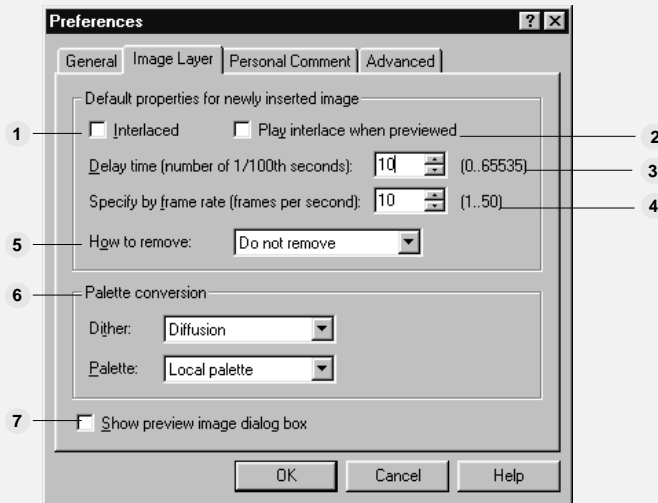 Preferences
General Image Layer Personal Comment Advanced
Default properties for newly inserted image
1 Interlaced Play interlace when previewed 2
Delay time (number of 1/100th seconds): 10 (0..65535) 3
Specify by frame rate (frames per second): 10 (1..50) 4
5 How to remove: Do not remove
6 Palette conversion
Dither: Diffusion
Palette: Local palette
7 Show preview image dialog box
OK Cancel Help